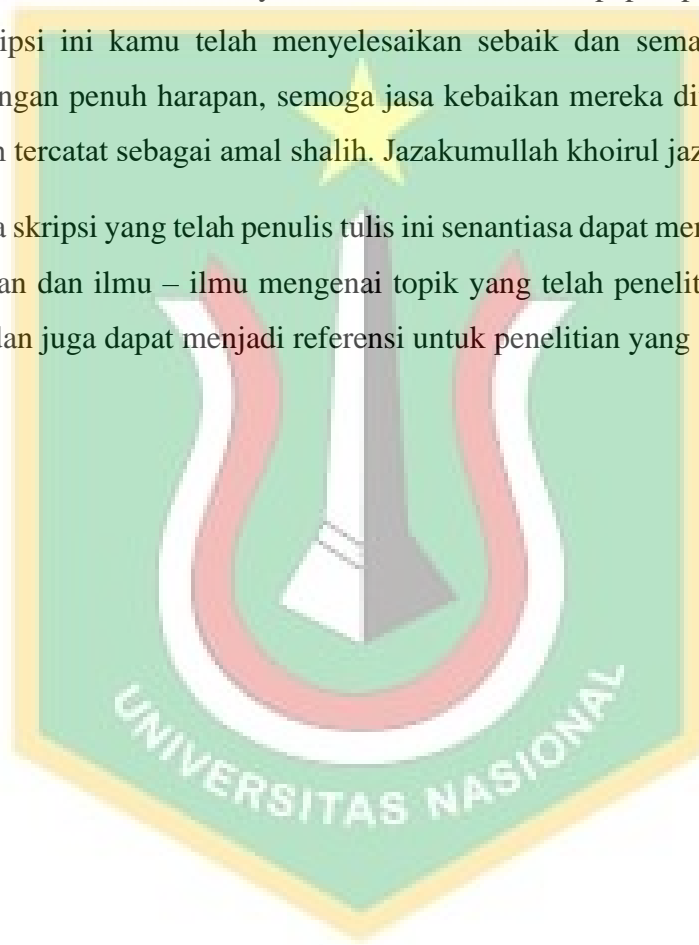 ipsi ini kamu telah menyelesaikan sebaik dan sema
ngan penuh harapan, semoga jasa kebaikan mereka di
n tercatat sebagai amal shalih. Jazakumullah khoirul jaz
a skripsi yang telah penulis tulis ini senantiasa dapat mer
an dan ilmu – ilmu mengenai topik yang telah penelit
dan juga dapat menjadi referensi untuk penelitian yang
UNIVERSITAS NASIONAL